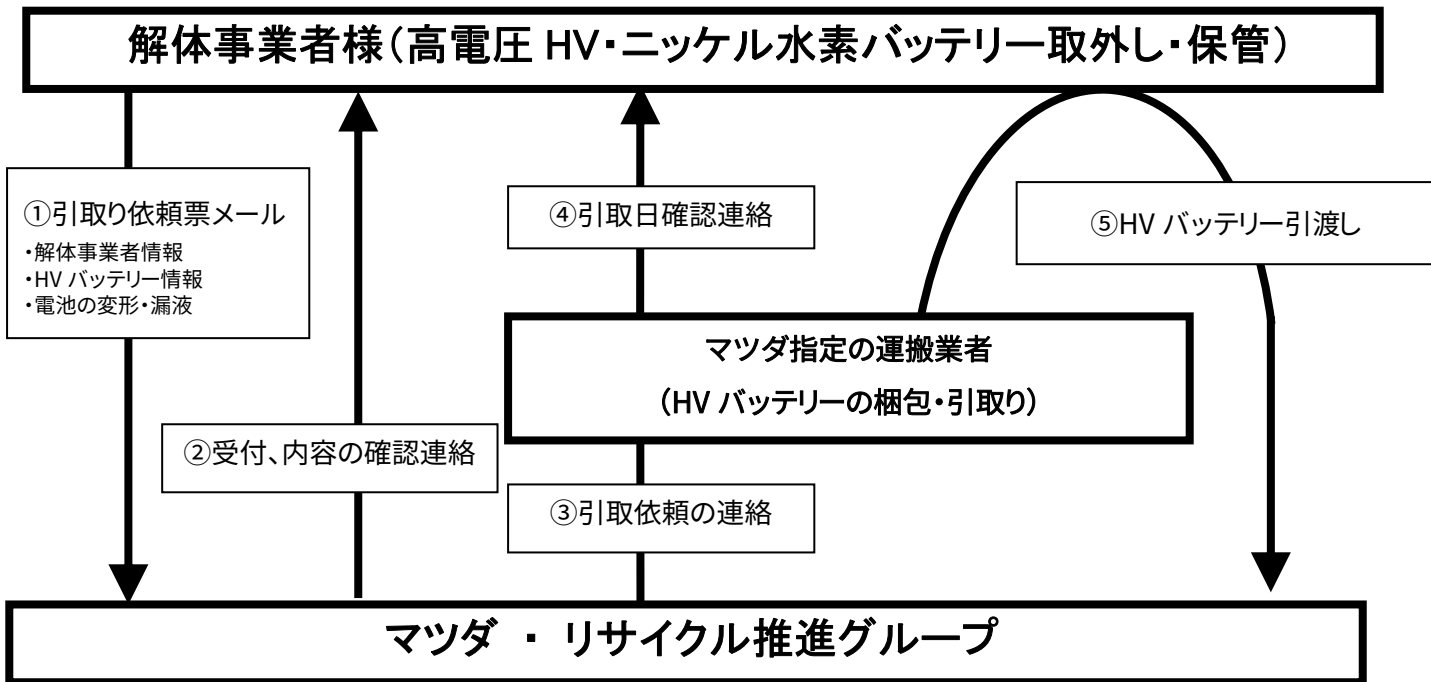 解体事業者様(高電圧 HV・ニッケル水素バッテリー取外し・保管)
①引取り依頼票メール
・解体事業者情報
・HV バッテリー情報
・電池の変形・漏液
④引取日確認連絡
⑤HV バッテリー引渡し
マツダ指定の運搬業者
(HV バッテリーの梱包・引取り)
②受付、内容の確認連絡
③引取依頼の連絡
マツダ ・ リサイクル推進グループ